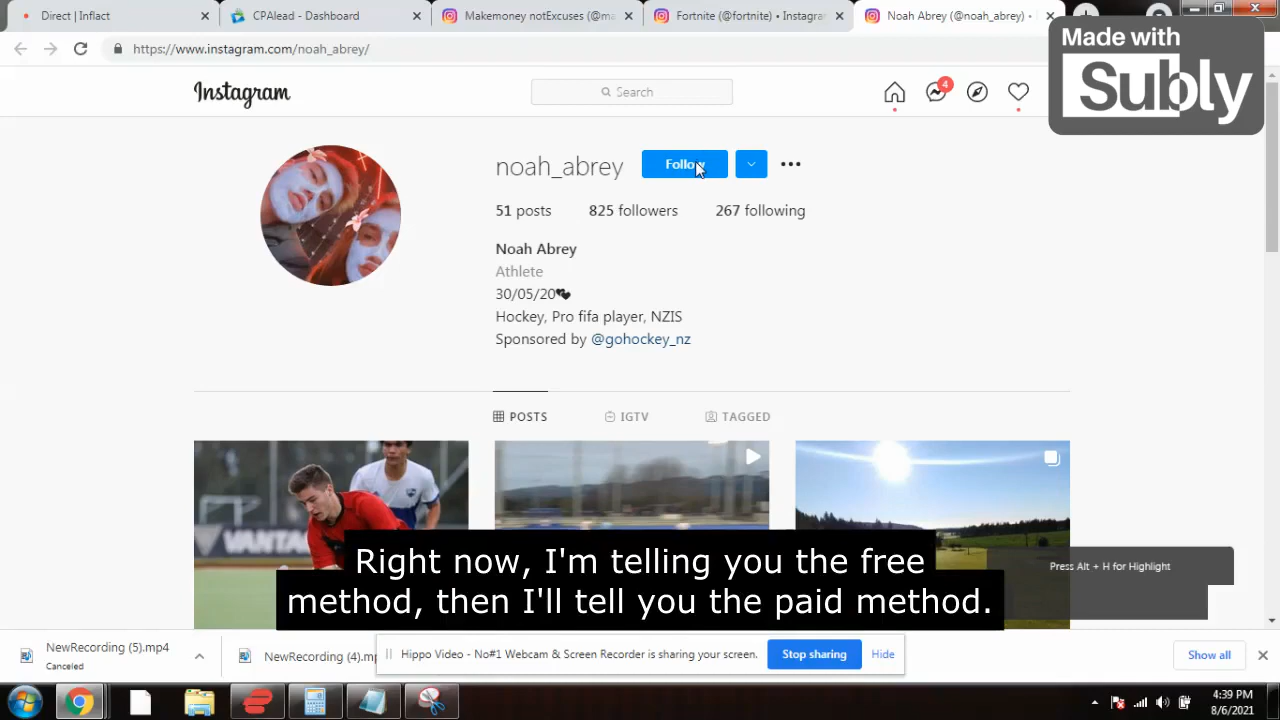 Direct | Inflact
CPAlead - Dashboard
Makemoney notExcuses (@ma
Fortnite (@fortnite) • Instagra
Noah Abrey (@noah_abrey) •
https://www.instagram.com/noah_abrey/
Made with
Subly
Instagram
Search
4
noah_abrey
Follow
51 posts
825 followers
267 following
Noah Abrey
Athlete
30/05/20
Hockey, Pro fifa player, NZIS
Sponsored by @gohockey_nz
POSTS
IGTV
TAGGED
VANT
Press Alt + H for Highlight
Right now, I'm telling you the free
method, then I'll tell you the paid method.
NewRecording (5).mp4
Canceled
NewRecording (4).mp
Hippo Video - No#1 Webcam & Screen Recorder is sharing your screen.
Stop sharing
Hide
Show all
4:39 PM
8/6/2021